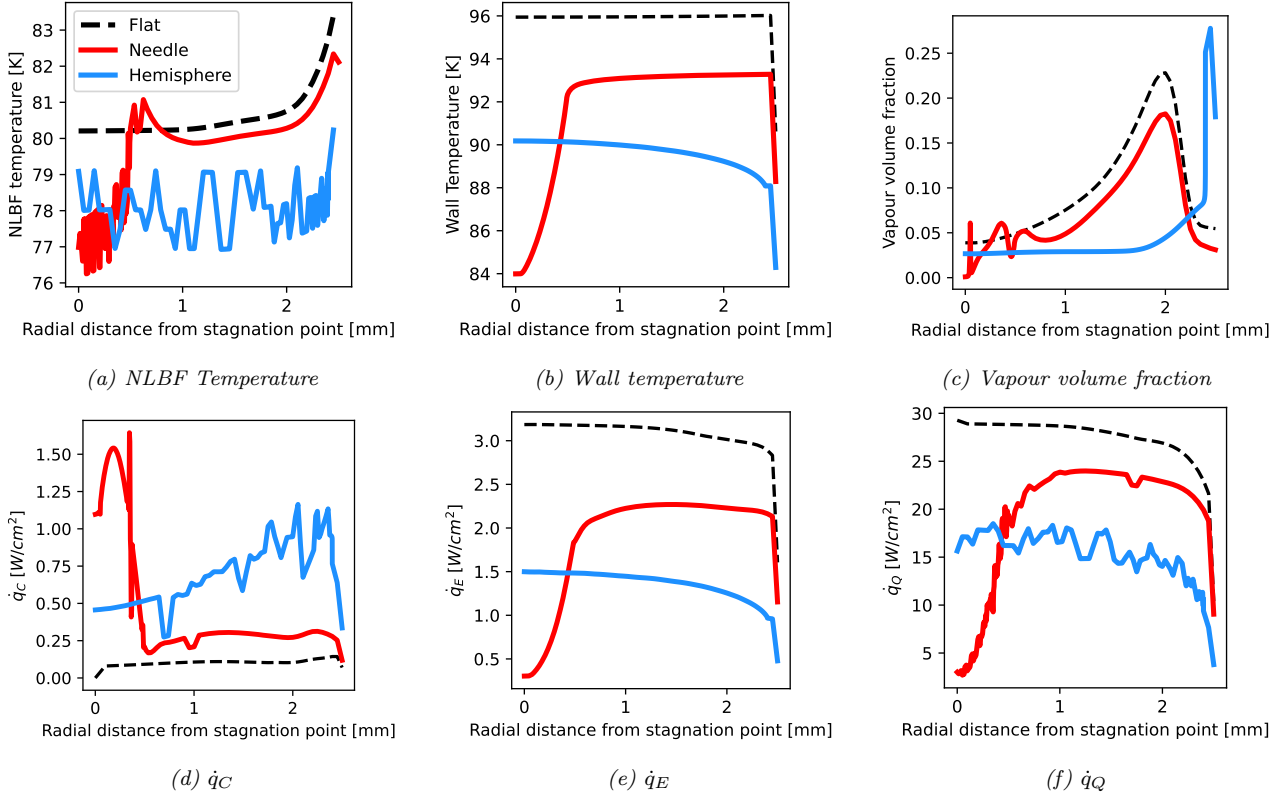 NLBF temperature [K]
83
82
81
80
79
78
77
76
Flat
Needle
Hemisphere
0 1 2
Radial distance from stagnation point [mm]
(a) NLBF Temperature
Wall Temperature [K]
96
94
92
90
88
86
84
0 1 2
Radial distance from stagnation point [mm]
(b) Wall temperature
Vapour volume fraction
0.25
0.20
0.15
0.10
0.05
0.00
0 1 2
Radial distance from stagnation point [mm]
(c) Vapour volume fraction
q̇C [W/cm²]
1.50
1.25
1.00
0.75
0.50
0.25
0.00
0 1 2
Radial distance from stagnation point [mm]
(d) q̇C
q̇E [W/cm²]
3.0
2.5
2.0
1.5
1.0
0.5
0 1 2
Radial distance from stagnation point [mm]
(e) q̇E
q̇Q [W/cm²]
30
25
20
15
10
5
0 1 2
Radial distance from stagnation point [mm]
(f) q̇Q